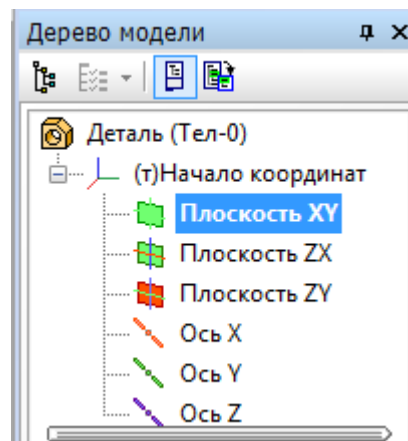 Дерево модели
Деталь (Тел-0)
(т)Начало координат
Плоскость XY
Плоскость ZX
Плоскость ZY
Ось X
Ось Y
Ось Z